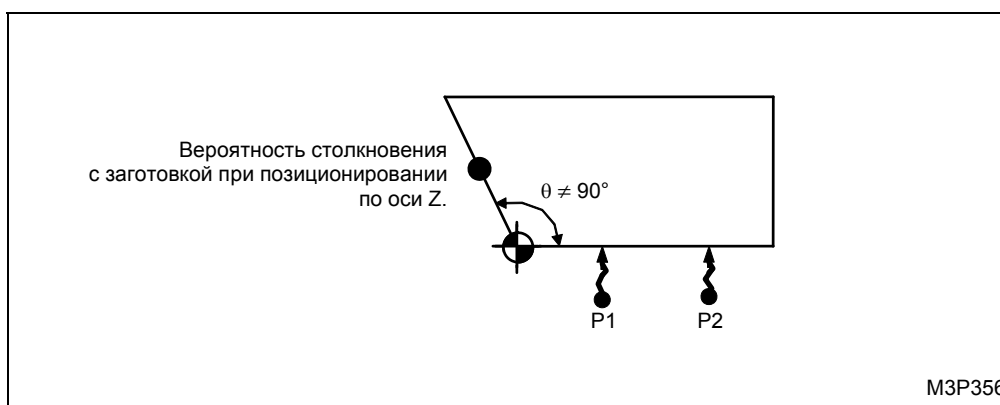 Вероятность столкновения
с заготовкой при позиционировании
по оси Z.
θ ≠ 90°
P1
P2
M3P356